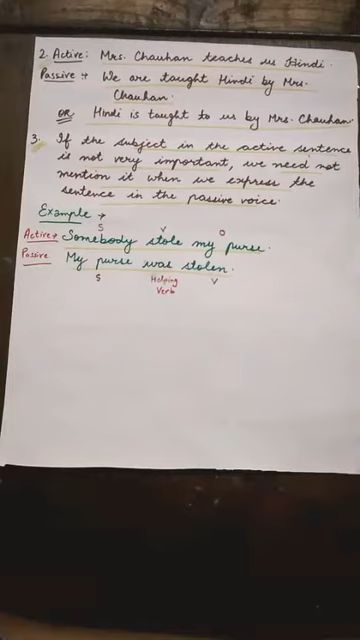 2. Active: Mrs. Chauhan teaches us Hindi.
Passive: We are taught Hindi by Mrs.
Chauhan.
OR Hindi is taught to us by Mrs. Chauhan.
3. If the subject in the active sentence
is not very important, we need not
mention it when we express the
sentence in the passive voice.
Example →
S V O
Active → Somebody stole my purse.
Passive My purse was stolen.
S Helping V
Verb